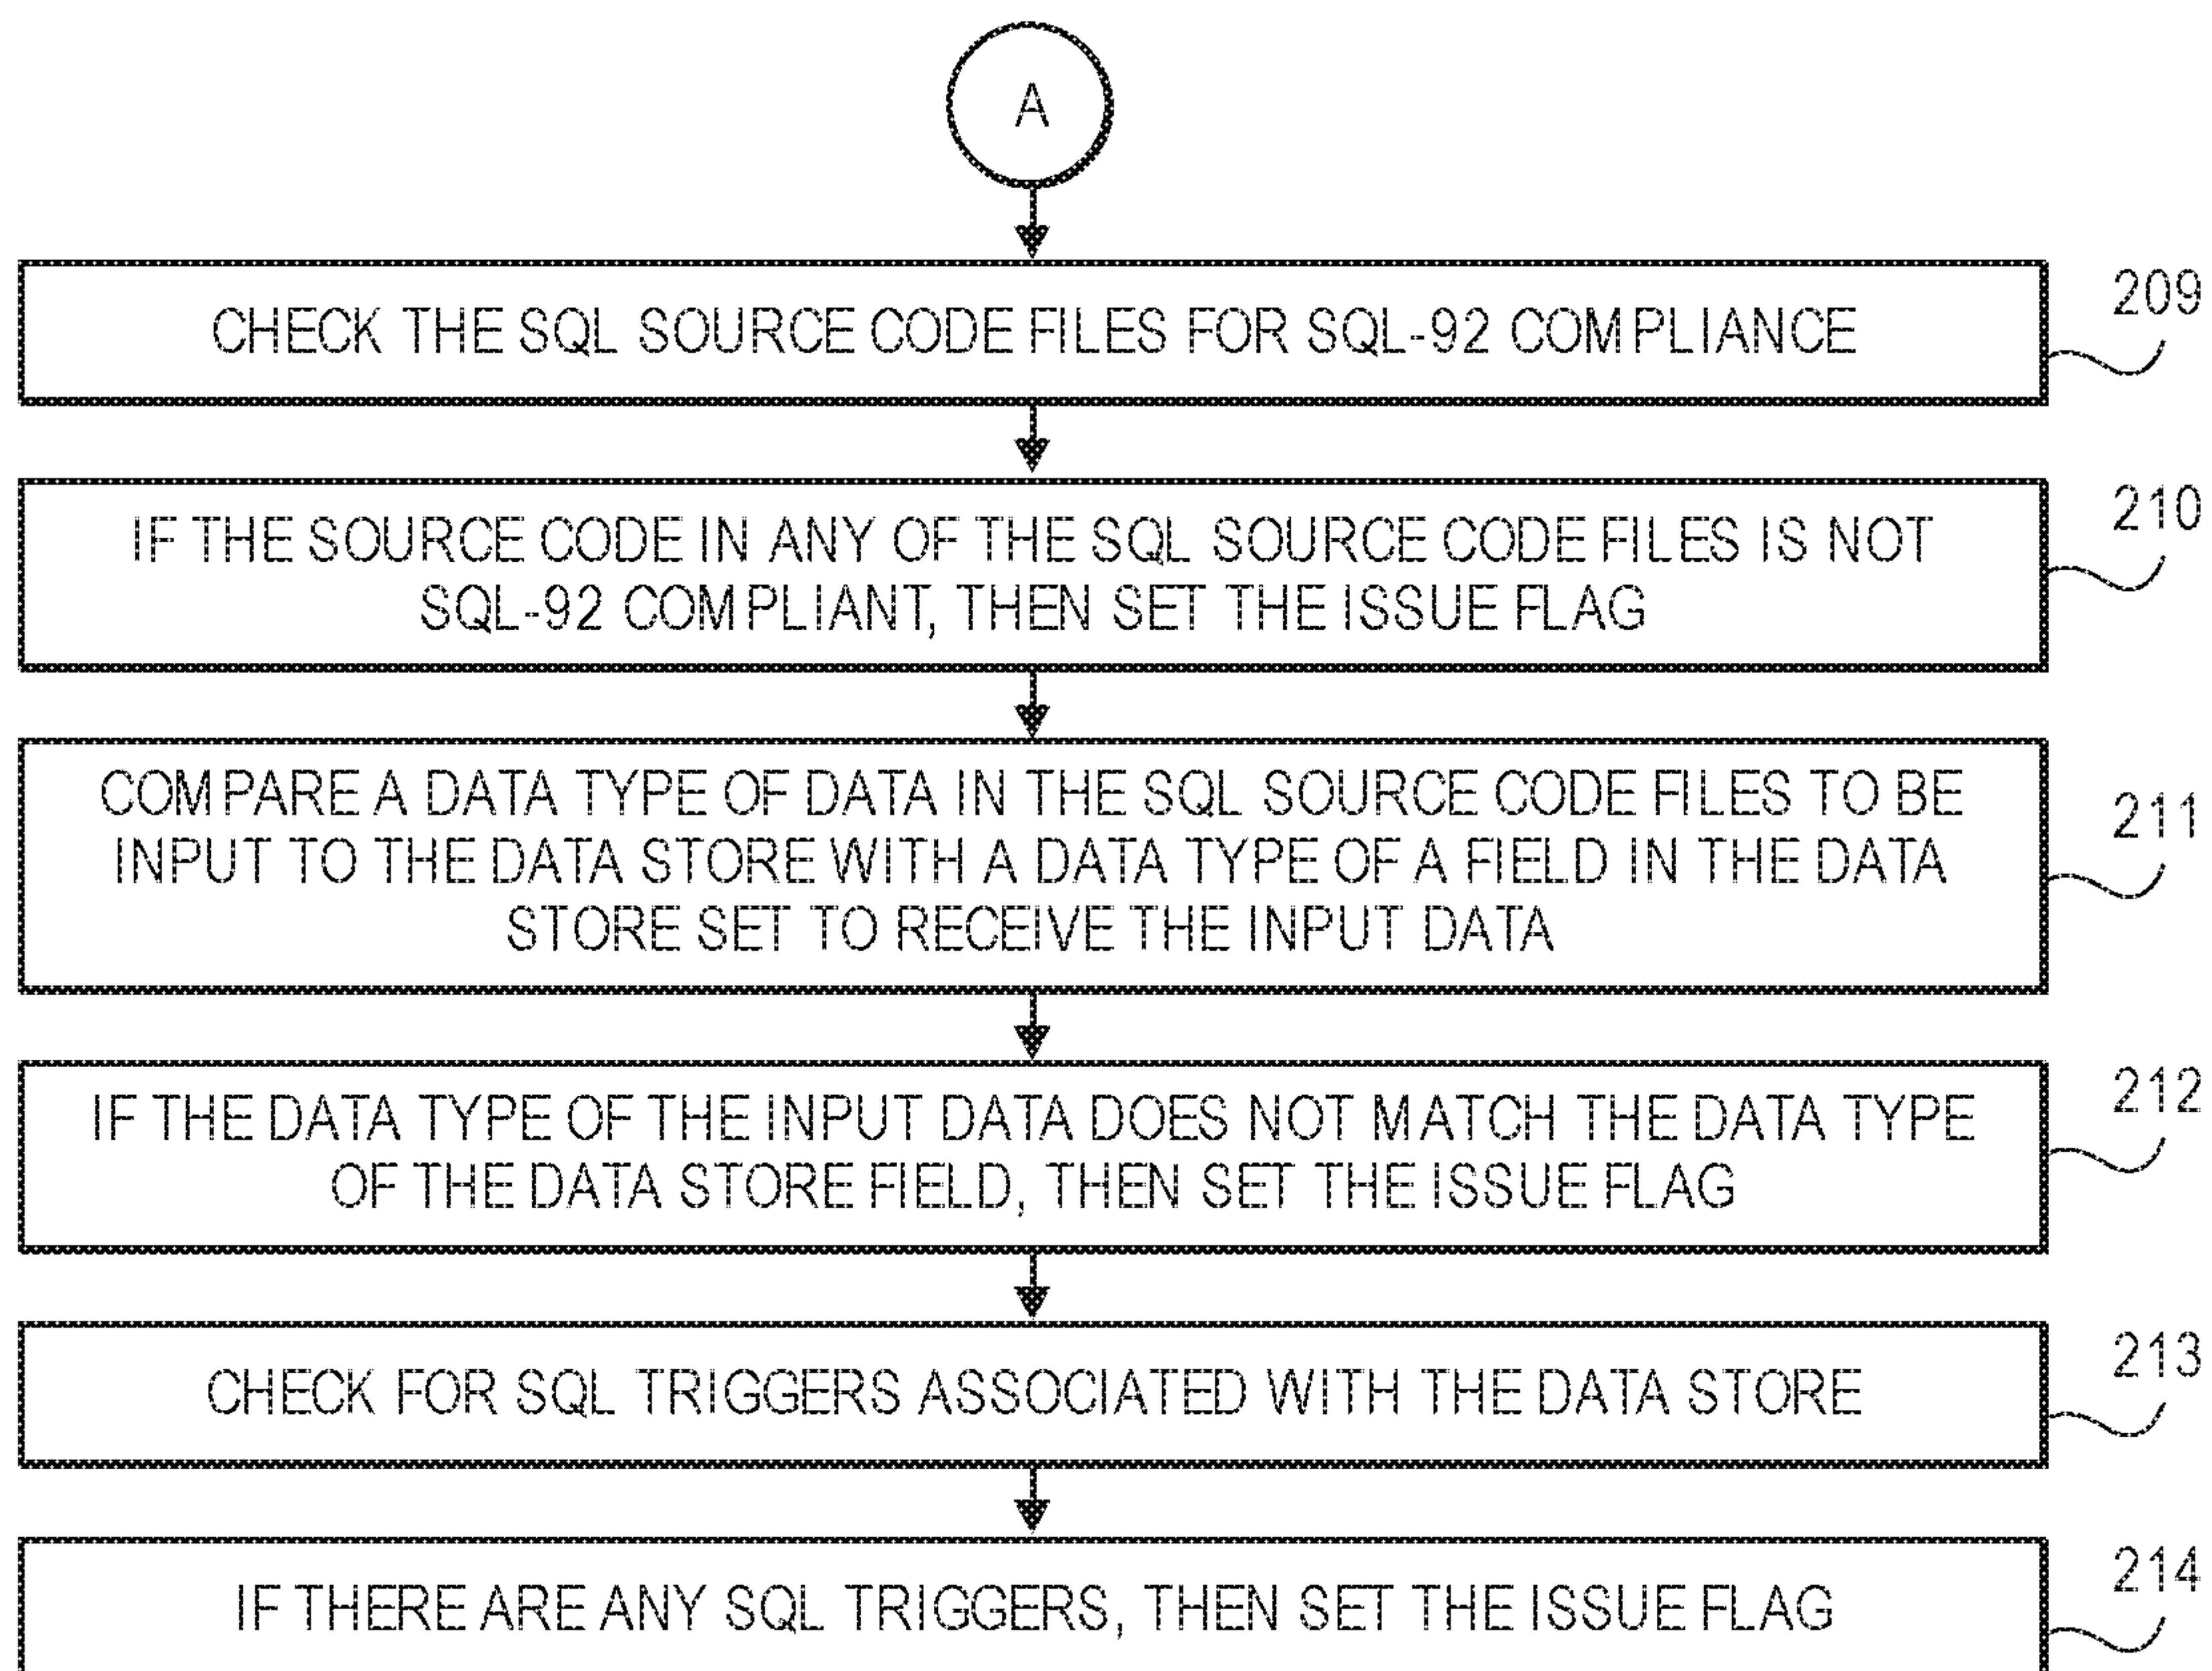 A
CHECK THE SQL SOURCE CODE FILES FOR SQL-92 COMPLIANCE
209
IF THE SOURCE CODE IN ANY OF THE SQL SOURCE CODE FILES IS NOT
SQL-92 COMPLIANT, THEN SET THE ISSUE FLAG
210
COMPARE A DATA TYPE OF DATA IN THE SQL SOURCE CODE FILES TO BE
INPUT TO THE DATA STORE WITH A DATA TYPE OF A FIELD IN THE DATA
STORE SET TO RECEIVE THE INPUT DATA
211
IF THE DATA TYPE OF THE INPUT DATA DOES NOT MATCH THE DATA TYPE
OF THE DATA STORE FIELD, THEN SET THE ISSUE FLAG
212
CHECK FOR SQL TRIGGERS ASSOCIATED WITH THE DATA STORE
213
IF THERE ARE ANY SQL TRIGGERS, THEN SET THE ISSUE FLAG
214